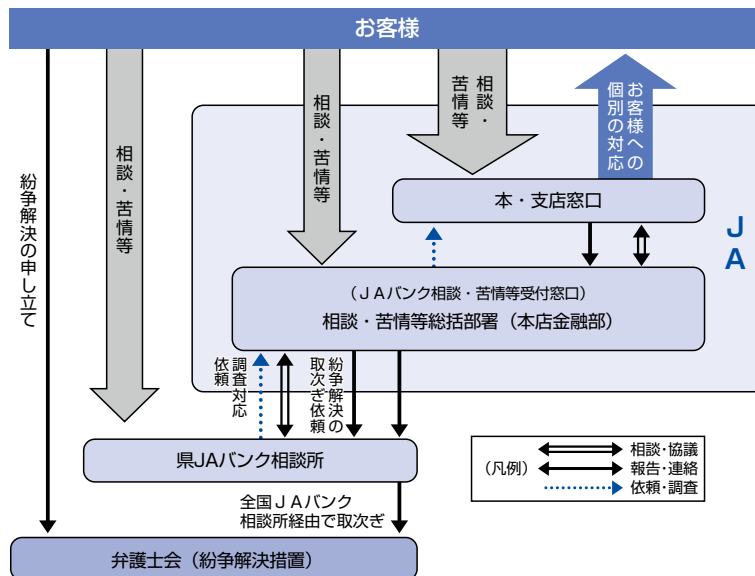 お客様
紛争解決の申し立て
相談・苦情等
相談・苦情等
相談・
苦情等
お客様への
個別の対応
本・支店窓口
JA
（JAバンク相談・苦情等受付窓口）
相談・苦情等総括部署（本店金融部）
調査対応
依頼
紛争解決の
取次ぎ依頼
県JAバンク相談所
（凡例）
相談・協議
報告・連絡
依頼・調査
全国JAバンク
相談所経由で取次ぎ
弁護士会（紛争解決措置）